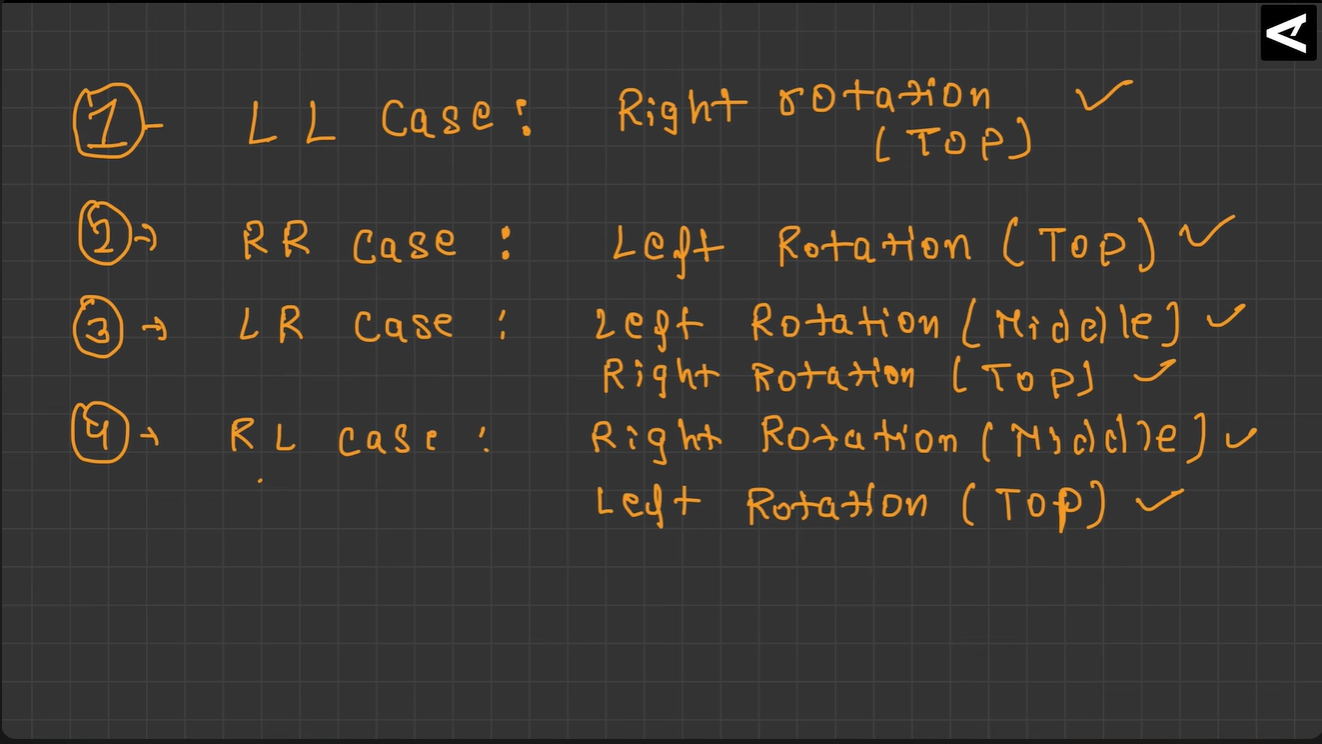 1- LL Case: Right rotation ✓
(TOP)
2→ RR Case: Left Rotation (Top) ✓
3→ LR Case: Left Rotation (Middle) ✓
Right Rotation (Top) ✓
4→ RL Case: Right Rotation (Middle) ✓
Left Rotation (Top) ✓